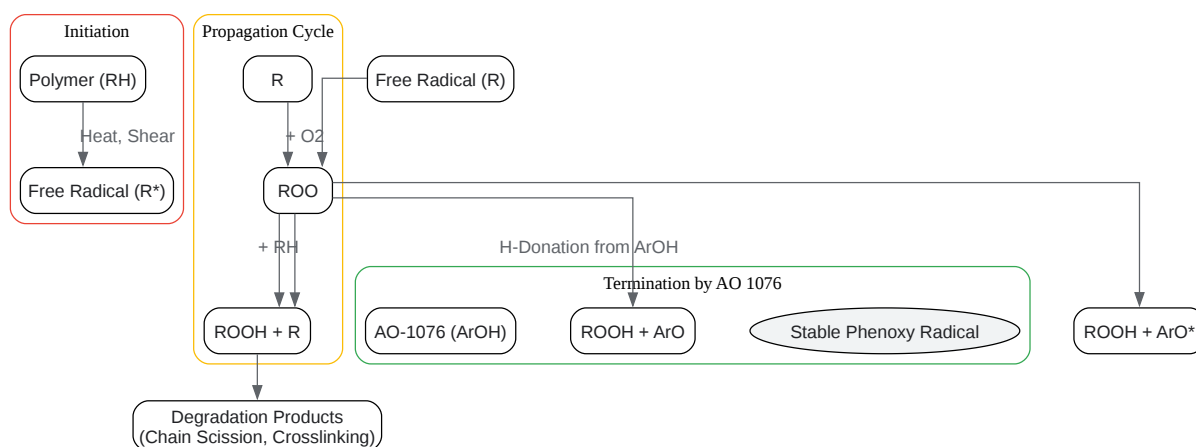 Initiation
Propagation Cycle
Polymer (RH)
R
Free Radical (R)
Heat, Shear
+ O2
Free Radical (R*)
ROO
+ RH
H-Donation from ArOH
Termination by AO 1076
ROOH + R
AO-1076 (ArOH)
ROOH + ArO
Stable Phenoxy Radical
ROOH + ArO*
Degradation Products
(Chain Scission, Crosslinking)